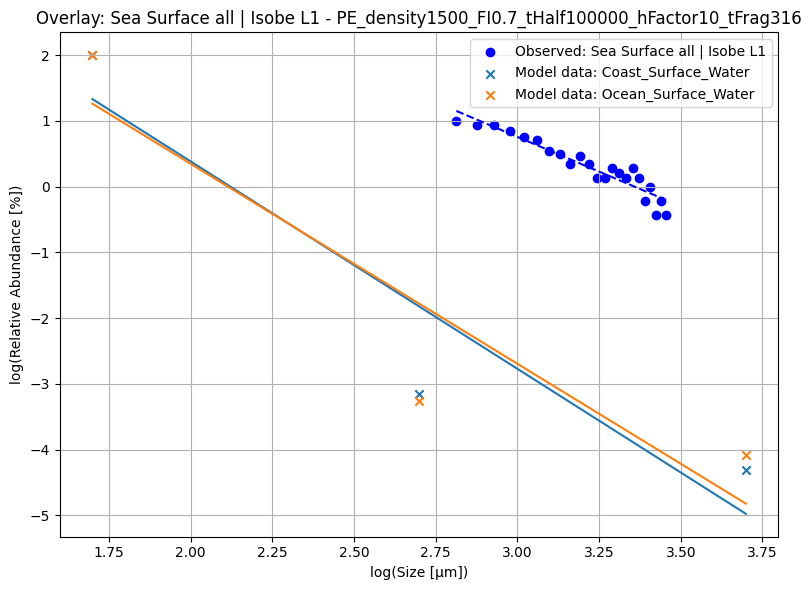 Overlay: Sea Surface all | Isobe L1 - PE_density1500_FI0.7_tHalf100000_hFactor10_tFrag316
Observed: Sea Surface all | Isobe L1
Model data: Coast_Surface_Water
Model data: Ocean_Surface_Water
log(Relative Abundance [%])
2
1
0
−1
−2
−3
−4
−5
1.75 2.00 2.25 2.50 2.75 3.00 3.25 3.50 3.75
log(Size [µm])